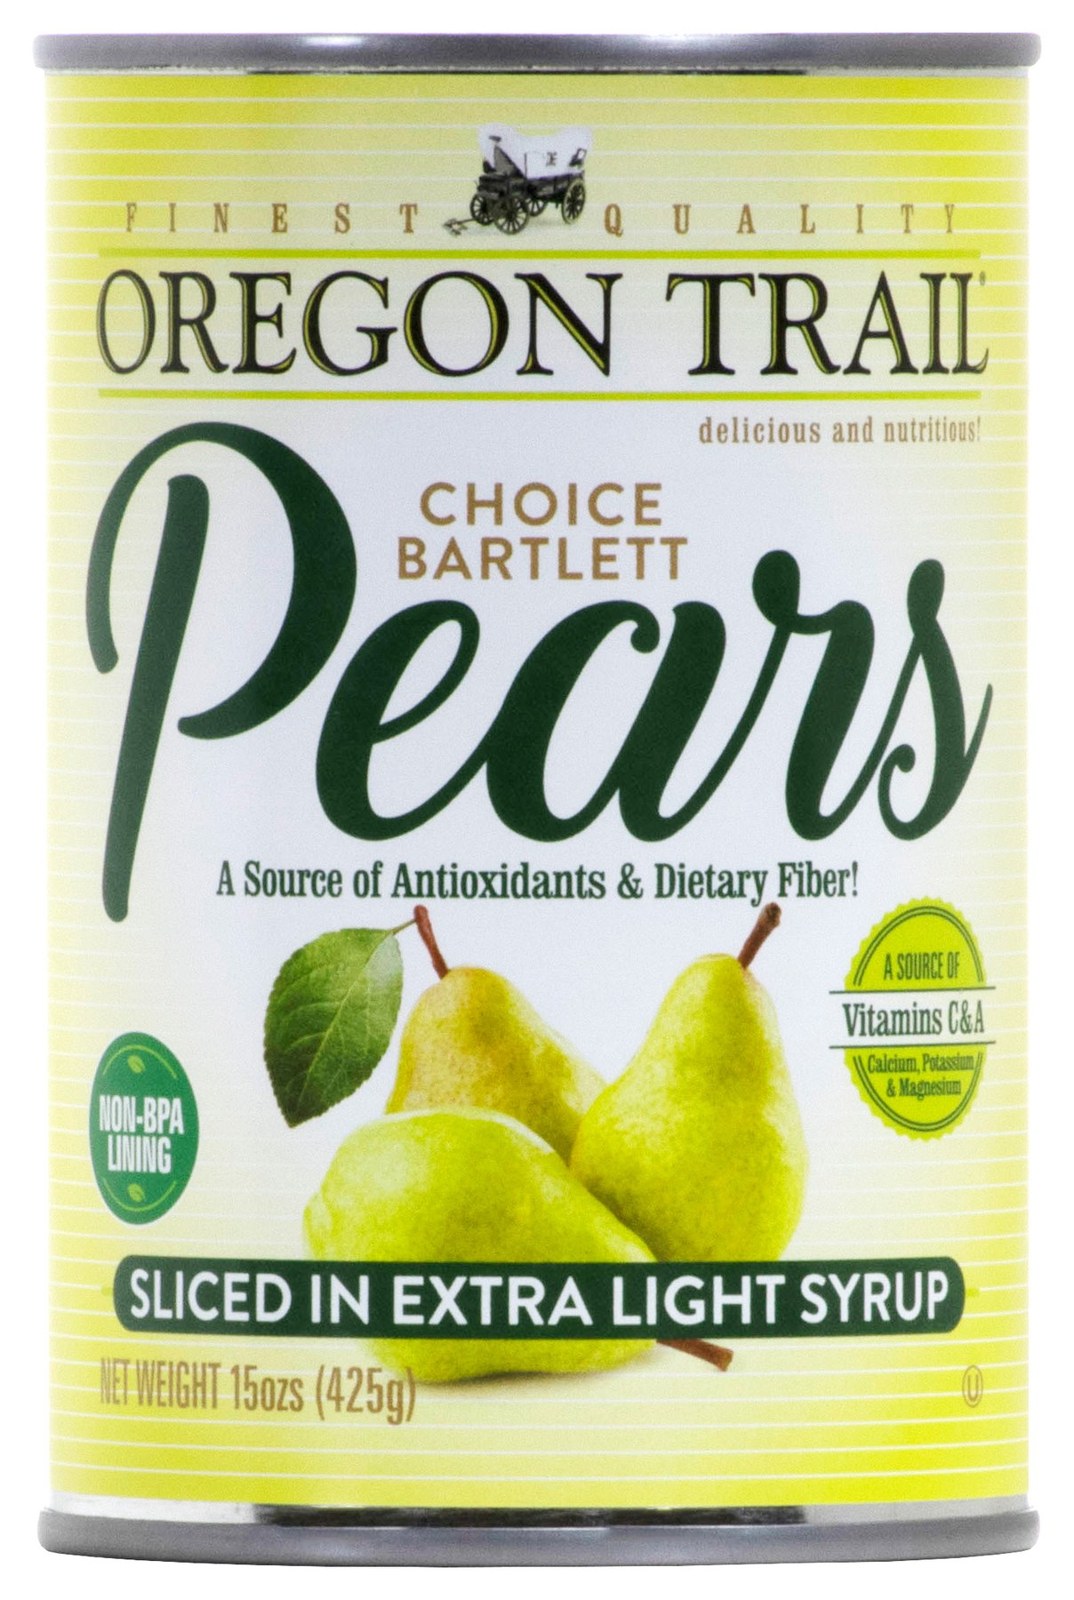 FINEST QUALITY
OREGON TRAIL®
delicious and nutritious!
CHOICE
BARTLETT
Pears
A Source of Antioxidants & Dietary Fiber!
A SOURCE OF
Vitamins C&A
Calcium, Potassium
& Magnesium
NON-BPA
LINING
SLICED IN EXTRA LIGHT SYRUP
NET WEIGHT 15ozs (425g)
U